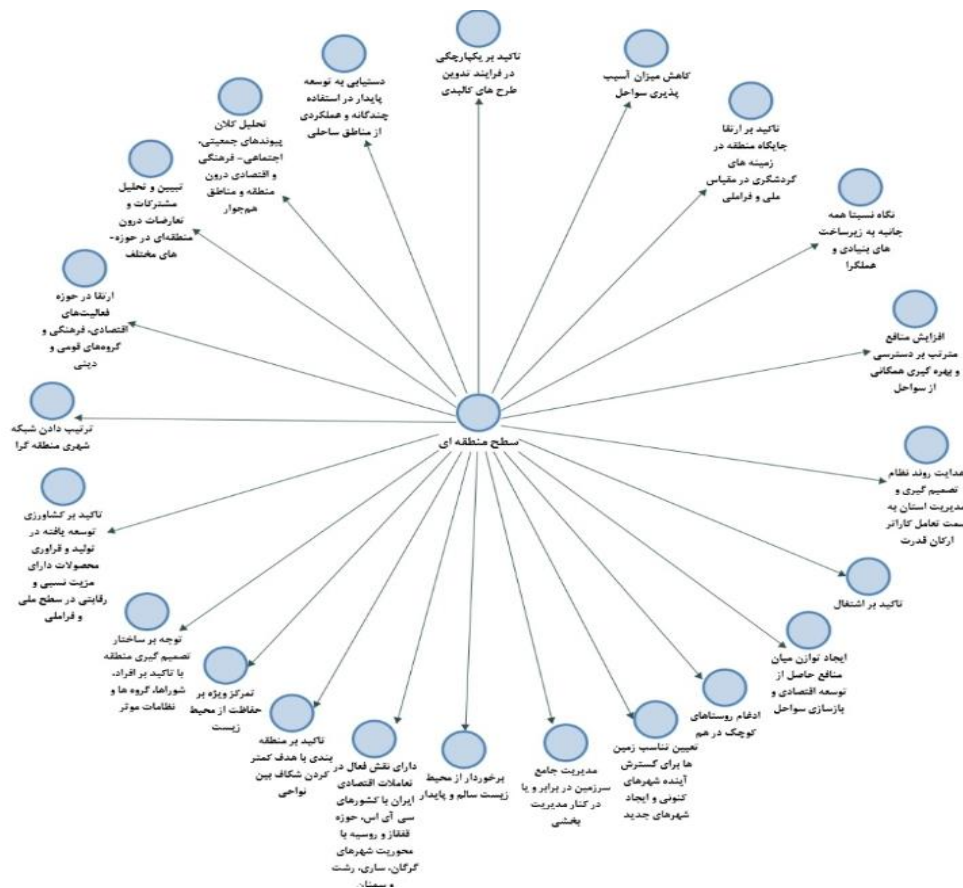 تاکید بر یکپارچگی
در فرایند تدوین
طرح های کالبدی
کاهش میزان آسیب
پذیری سواحل
تاکید بر ارتقا
جایگاه منطقه در
زمینه های
گردشگری در مقیاس
ملی و فراملی
نگاه نسبتا همه
جانبه به زیرساخت
های بنیادی و
عملگرا
افزایش منافع
مترتب بر دسترسی
و بهره گیری همگانی
از سواحل
هدایت روند نظام
تصمیم گیری و
مدیریت استان به
سمت تعامل کاراتر
ارکان قدرت
تاکید بر اشتغال
ایجاد توازن میان
منافع حاصل از
توسعه اقتصادی و
بازسازی سواحل
ادغام روستاهای
کوچک در هم
تعیین تناسب زمین
ها برای گسترش
آینده شهرهای
کنونی و ایجاد
شهرهای جدید
مدیریت جامع
سرزمین در برابر و یا
در کنار مدیریت
بخشی
برخوردار از محیط
زیست سالم و پایدار
دارای نقش فعال در
تعاملات اقتصادی
ایران با کشورهای
سی آی اس، حوزه
قفقاز و روسیه با
محوریت شهرهای
گرگان، ساری، رشت
و سمنان
تاکید بر منطقه
بندی با هدف کمتر
کردن شکاف بین
نواحی
تمرکز ویژه بر
حفاظت از محیط
زیست
توجه بر ساختار
تصمیم گیری منطقه
با تاکید بر افراد،
شوراها، گروه ها و
نظامات موثر
تاکید بر کشاورزی
توسعه یافته در
تولید و فراوری
محصولات دارای
مزیت نسبی و
رقابتی در سطح ملی
و فراملی
ترتیب دادن شبکه
شهری منطقه گرا
ارتقا در حوزه
فعالیت‌های
اقتصادی، فرهنگی و
گروه‌های قومی و
دینی
تبیین و تحلیل
مشترکات و
تعارضات درون
منطقه‌ای در حوزه-
های مختلف
تحلیل کلان
پیوندهای جمعیتی،
اجتماعی- فرهنگی
و اقتصادی درون
منطقه و مناطق
هم‌جوار
دستیابی به توسعه
پایدار در استفاده
چندگانه و عملکردی
از مناطق ساحلی
سطح منطقه ای